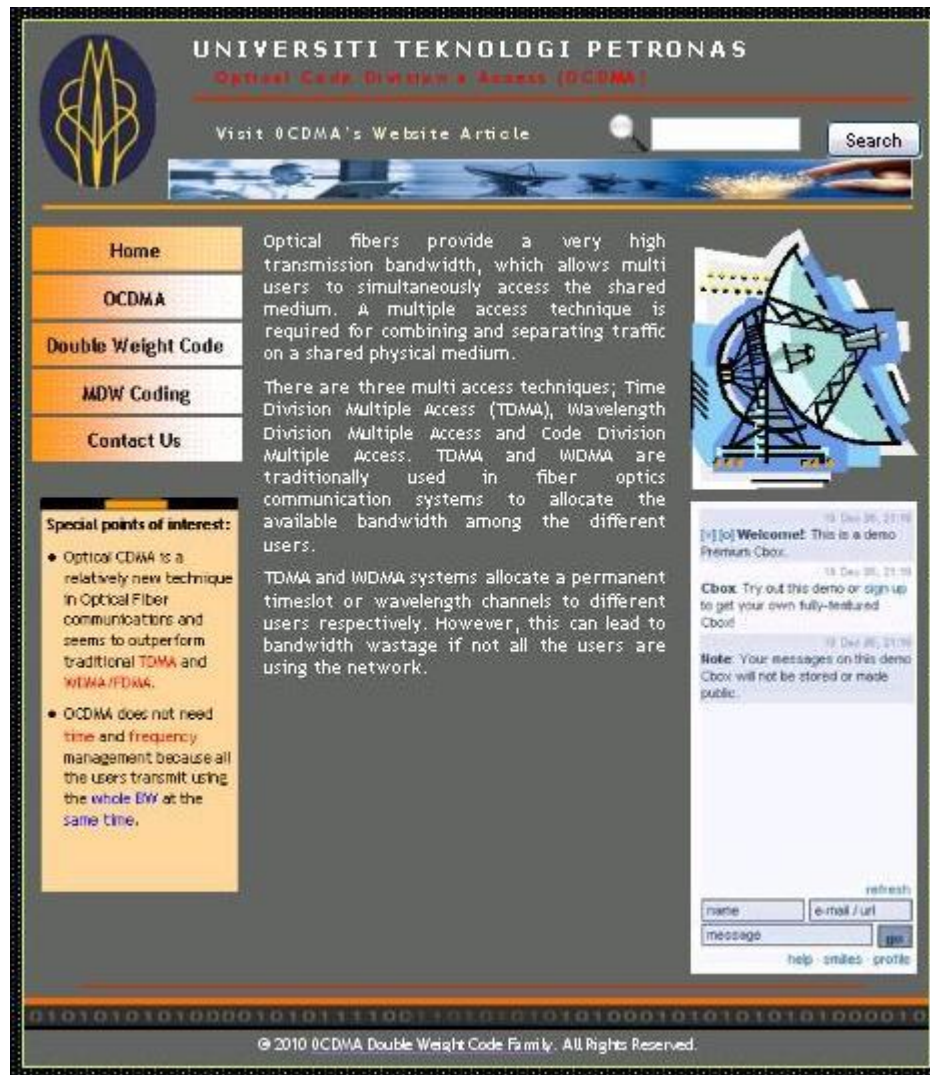 UNIVERSITI TEKNOLOGI PETRONAS
Optical Code Division Access (OCDMA)
Visit OCDMA's Website Article
Search
Home
OCDMA
Double Weight Code
MDW Coding
Contact Us
Special points of interest:
• Optical CDMA is a
relatively new technique
in Optical Fiber
communications and
seems to outperform
traditional TDMA and
WDMA/FDMA.
• OCDMA does not need
time and frequency
management because all
the users transmit using
the whole BW at the
same time.
Optical fibers provide a very high
transmission bandwidth, which allows multi
users to simultaneously access the shared
medium. A multiple access technique is
required for combining and separating traffic
on a shared physical medium.
There are three multi access techniques; Time
Division Multiple Access (TDMA), Wavelength
Division Multiple Access and Code Division
Multiple Access. TDMA and WDMA are
traditionally used in fiber optics
communication systems to allocate the
available bandwidth among the different
users.
TDMA and WDMA systems allocate a permanent
timeslot or wavelength channels to different
users respectively. However, this can lead to
bandwidth wastage if not all the users are
using the network.
Welcome! This is a demo
Premium Cbox.
Cbox: Try out this demo or sign up
to get your own fully-featured
Cbox!
Note: Your messages on this demo
Cbox will not be stored or made
public.
refresh
name e-mail / url
message go
help · smilies · profile
© 2010 OCDMA Double Weight Code Family. All Rights Reserved.